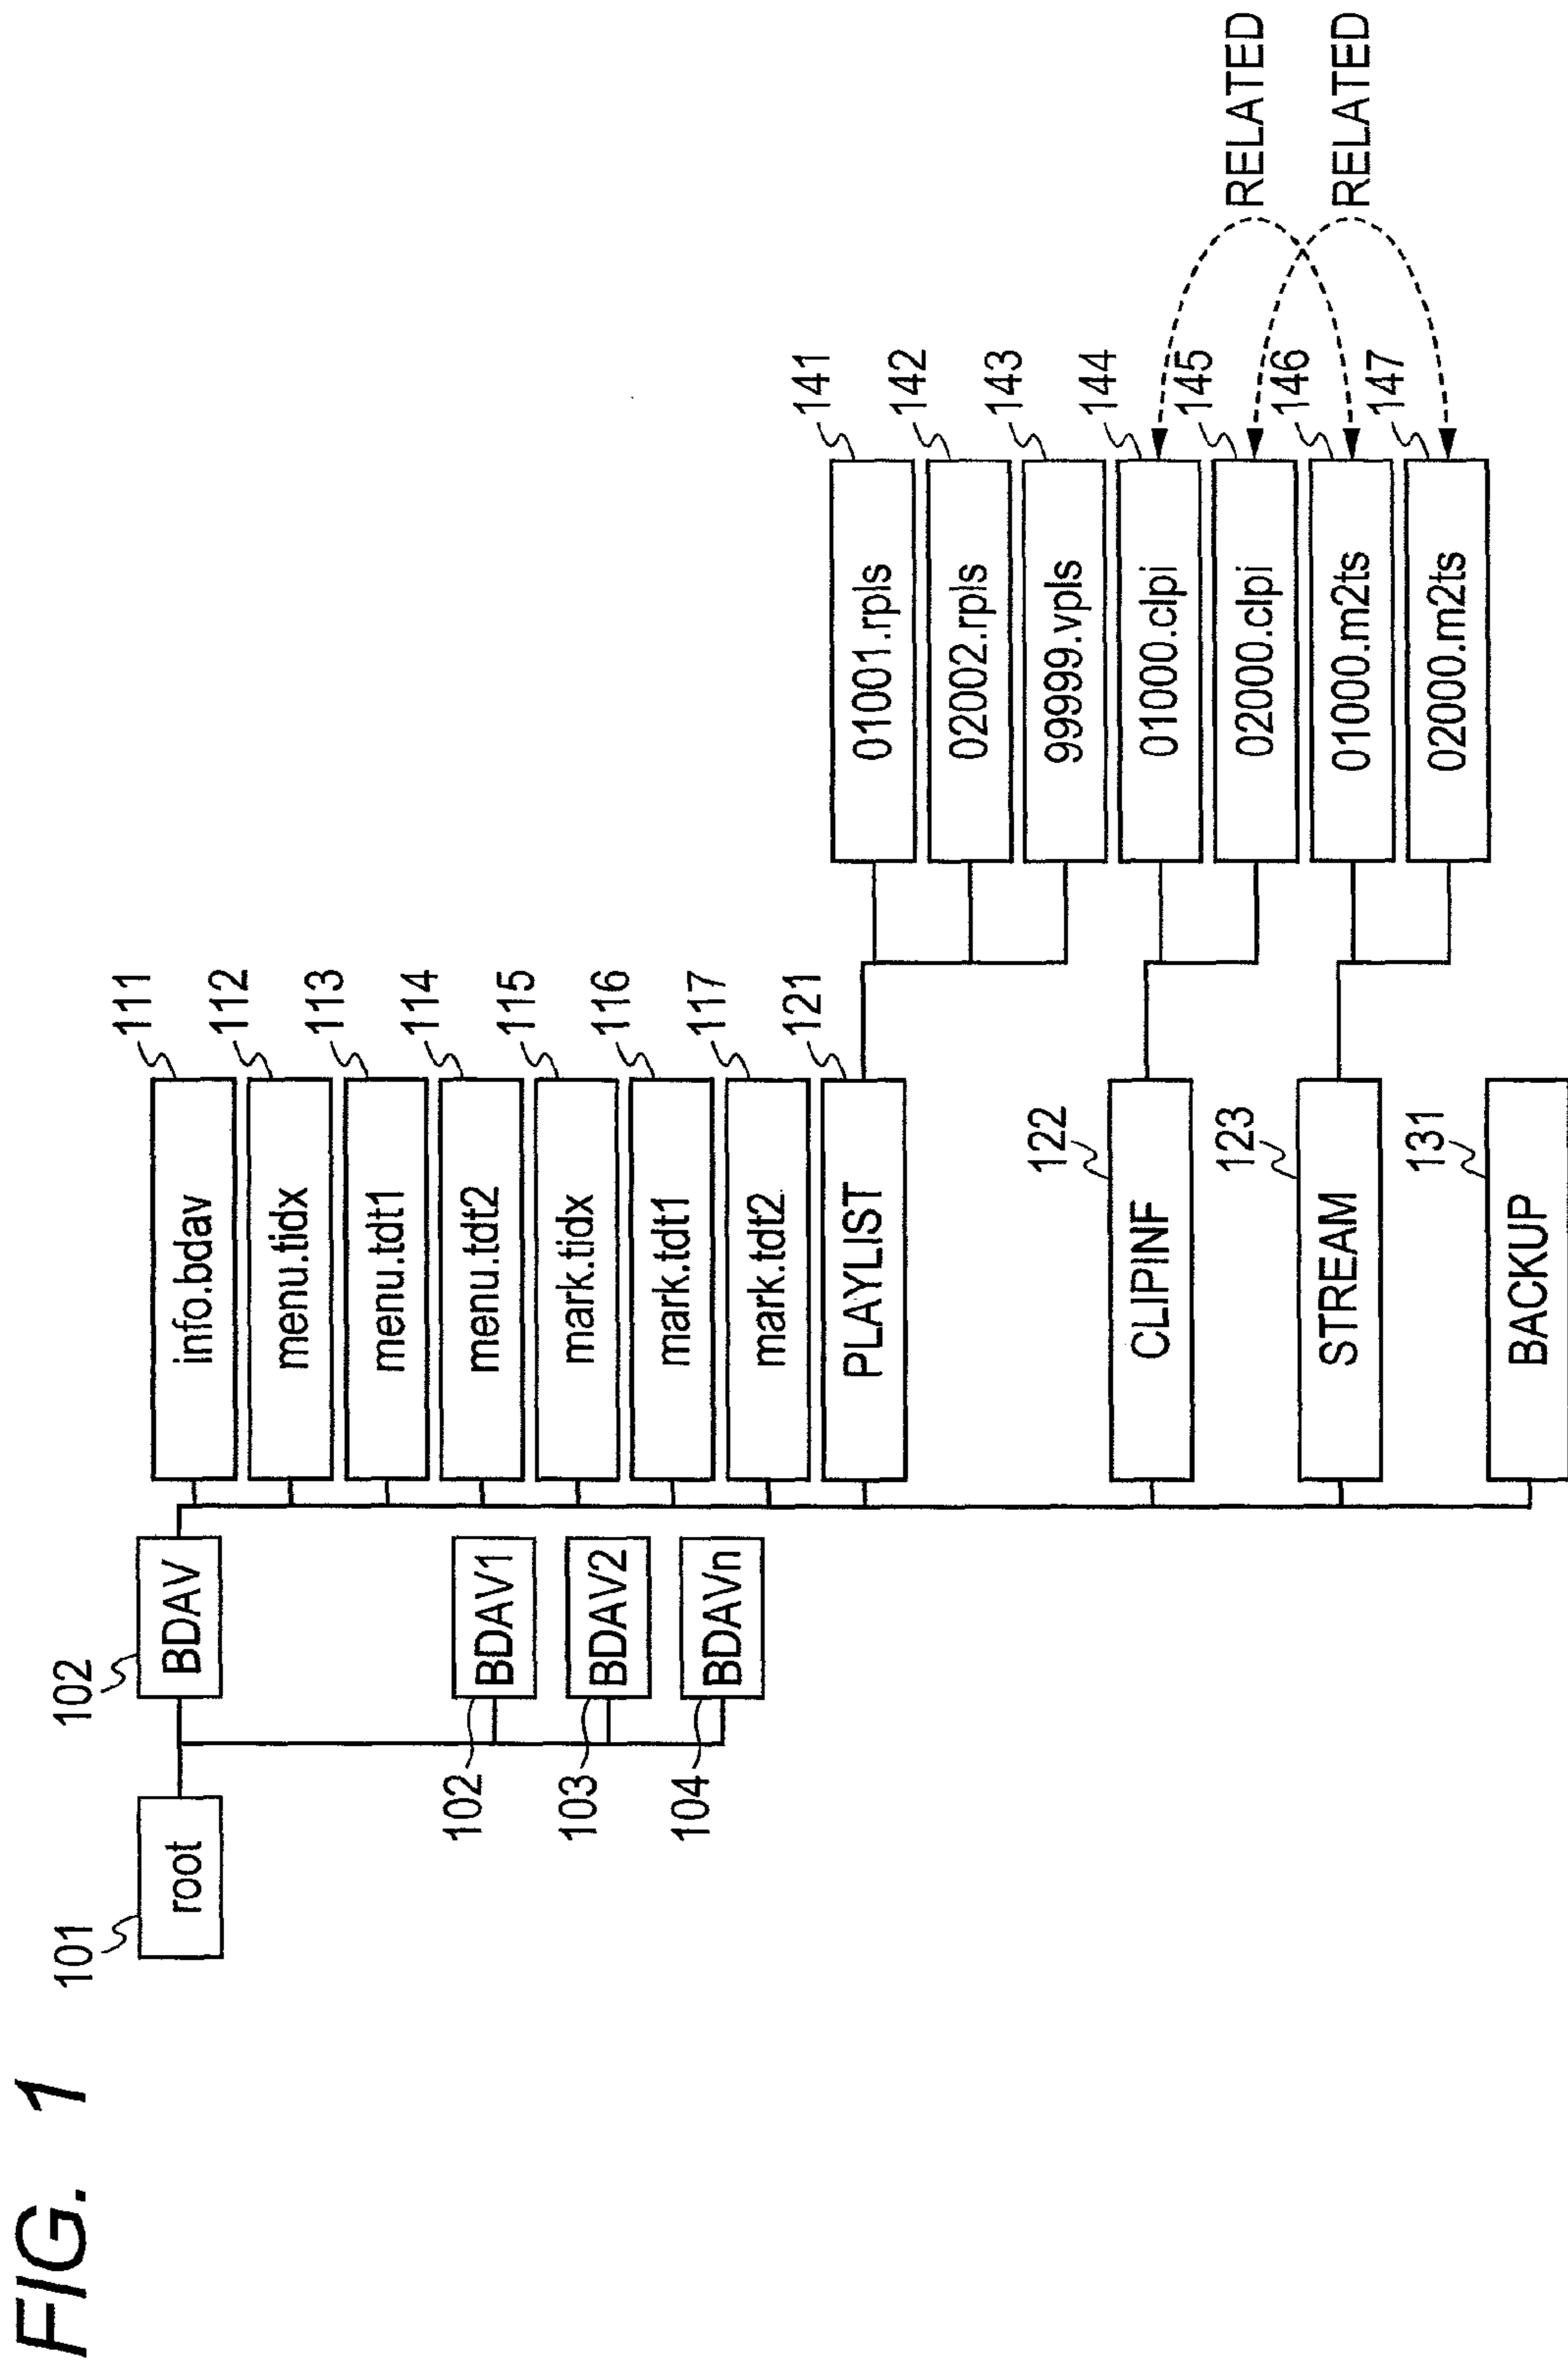 FIG. 1
101
root
102
BDAV
102
BDAV1
103
BDAV2
104
BDAVn
111
info.bdav
112
menu.tidx
113
menu.tdt1
114
menu.tdt2
115
mark.tidx
116
mark.tdt1
117
mark.tdt2
121
PLAYLIST
122
CLIPINF
123
STREAM
131
BACKUP
141
01001.rpls
142
02002.rpls
143
99999.vpls
144
01000.clpi
145
02000.clpi
146
01000.m2ts
147
02000.m2ts
RELATED
RELATED